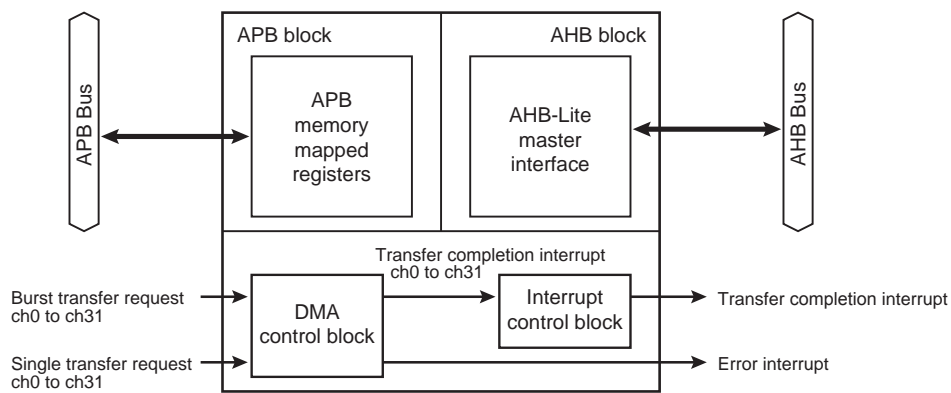 APB block
AHB block
APB Bus
APB
memory
mapped
registers
AHB-Lite
master
interface
AHB Bus
Transfer completion interrupt
ch0 to ch31
Burst transfer request
ch0 to ch31
DMA
control block
Interrupt
control block
Transfer completion interrupt
Single transfer request
ch0 to ch31
Error interrupt